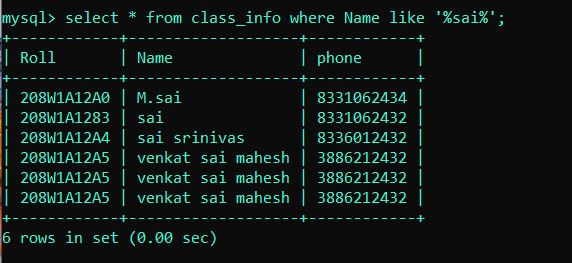 mysql> select * from class_info where Name like '%sai%';
+------------+-------------------+------------+
| Roll       | Name              | phone      |
+------------+-------------------+------------+
| 208W1A12A0 | M.sai             | 8331062434 |
| 208W1A1283 | sai               | 8331062432 |
| 208W1A12A4 | sai srinivas      | 8336012432 |
| 208W1A12A5 | venkat sai mahesh | 3886212432 |
| 208W1A12A5 | venkat sai mahesh | 3886212432 |
| 208W1A12A5 | venkat sai mahesh | 3886212432 |
+------------+-------------------+------------+
6 rows in set (0.00 sec)